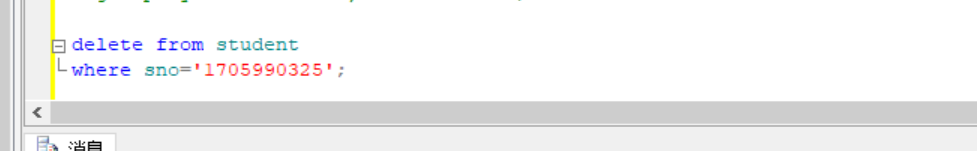 delete from student
where sno='1705990325';
消息